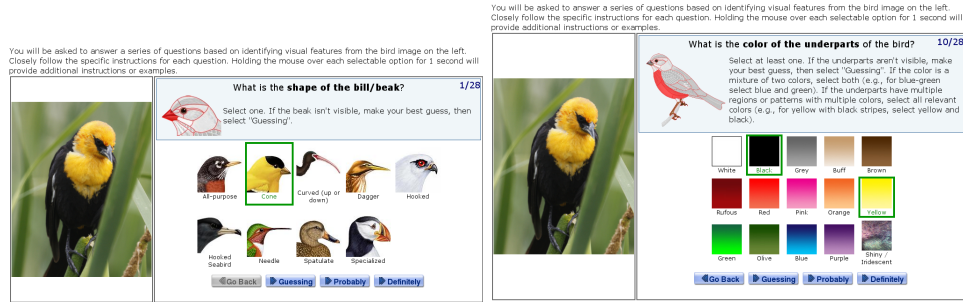 You will be asked to answer a series of questions based on identifying visual features from the bird image on the left.
Closely follow the specific instructions for each question. Holding the mouse over each selectable option for 1 second will
provide additional instructions or examples.
What is the shape of the bill/beak?
1/28
Select one. If the beak isn't visible, make your best guess, then
select "Guessing".
All-purpose
Cone
Curved (up or
down)
Dagger
Hooked
Hooked
Seabird
Needle
Spatulate
Specialized
Go Back
Guessing
Probably
Definitely
You will be asked to answer a series of questions based on identifying visual features from the bird image on the left.
Closely follow the specific instructions for each question. Holding the mouse over each selectable option for 1 second will
provide additional instructions or examples.
What is the color of the underparts of the bird?
10/28
Select at least one. If the underparts aren't visible, make
your best guess, then select "Guessing". If the color is a
mixture of two colors, select both (e.g., for blue-green
select blue and green). If the underparts have multiple
regions or patterns with multiple colors, select all relevant
colors (e.g., for yellow with black stripes, select yellow and
black).
White
Black
Grey
Buff
Brown
Rufous
Red
Pink
Orange
Yellow
Green
Olive
Blue
Purple
Shiny /
Iridescent
Go Back
Guessing
Probably
Definitely